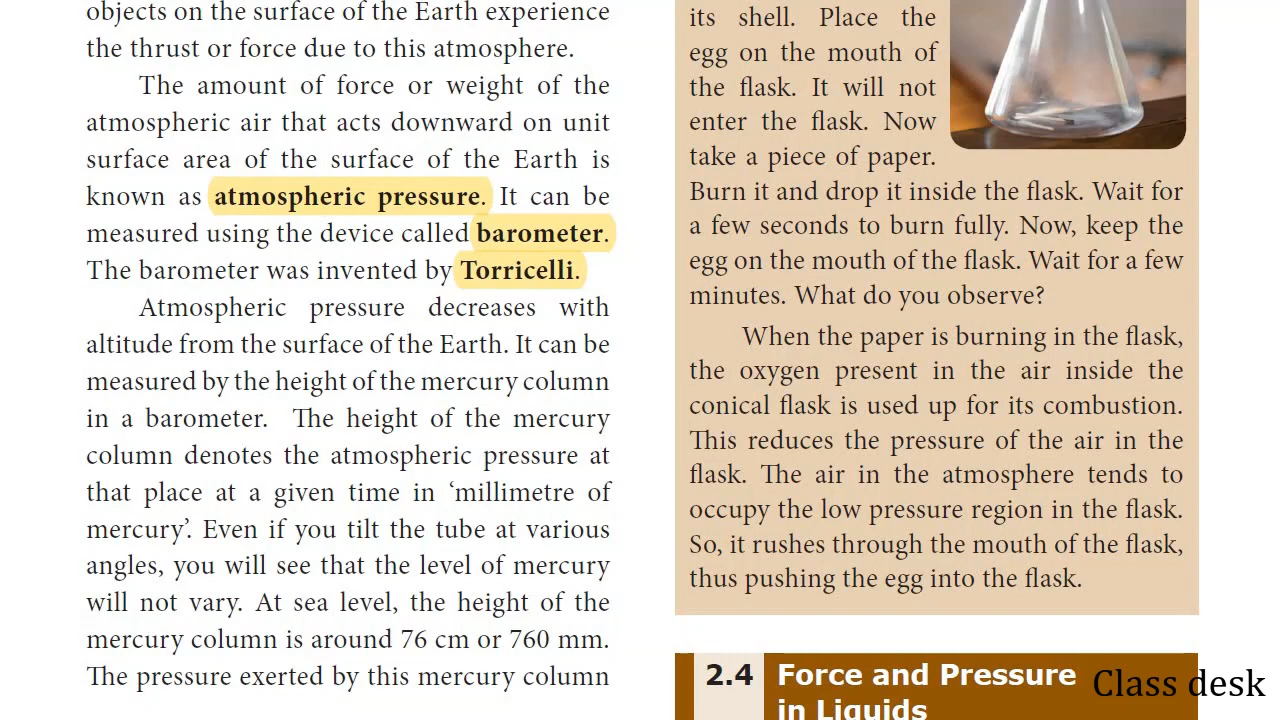 objects on the surface of the Earth experience
the thrust or force due to this atmosphere.
The amount of force or weight of the
atmospheric air that acts downward on unit
surface area of the surface of the Earth is
known as atmospheric pressure. It can be
measured using the device called barometer.
The barometer was invented by Torricelli.
Atmospheric pressure decreases with
altitude from the surface of the Earth. It can be
measured by the height of the mercury column
in a barometer. The height of the mercury
column denotes the atmospheric pressure at
that place at a given time in ‘millimetre of
mercury’. Even if you tilt the tube at various
angles, you will see that the level of mercury
will not vary. At sea level, the height of the
mercury column is around 76 cm or 760 mm.
The pressure exerted by this mercury column
its shell. Place the
egg on the mouth of
the flask. It will not
enter the flask. Now
take a piece of paper.
Burn it and drop it inside the flask. Wait for
a few seconds to burn fully. Now, keep the
egg on the mouth of the flask. Wait for a few
minutes. What do you observe?
When the paper is burning in the flask,
the oxygen present in the air inside the
conical flask is used up for its combustion.
This reduces the pressure of the air in the
flask. The air in the atmosphere tends to
occupy the low pressure region in the flask.
So, it rushes through the mouth of the flask,
thus pushing the egg into the flask.
2.4 Force and Pressure
in Liquids
Class desk